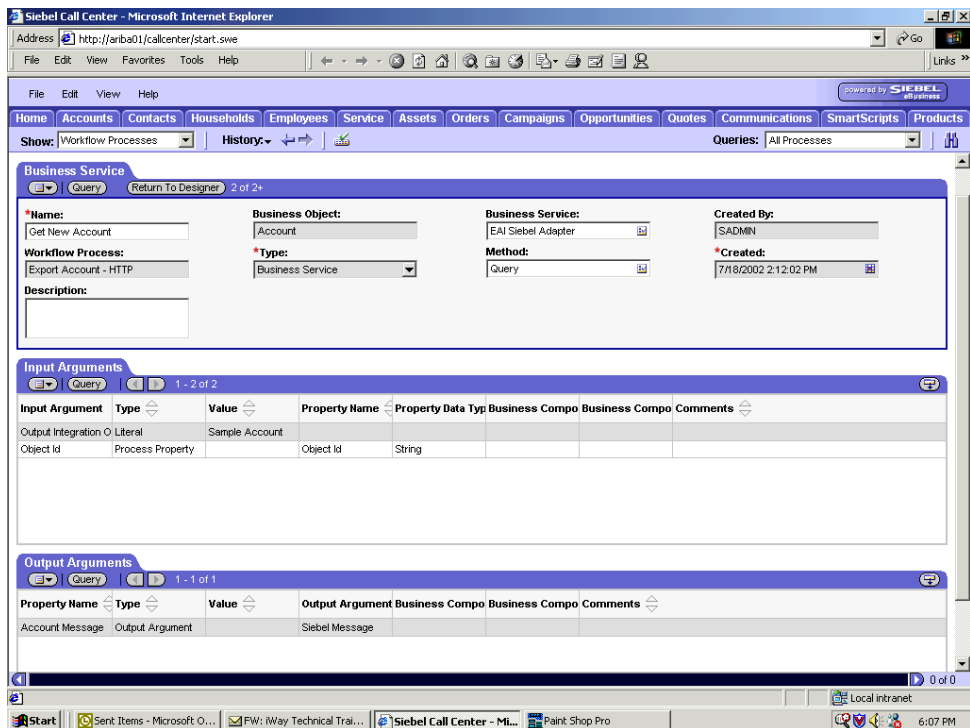 Siebel Call Center - Microsoft Internet Explorer
Address http://ariba01/callcenter/start.swe Go
File Edit View Favorites Tools Help Links »
File Edit View Help powered by SIEBEL eBusiness
Home Accounts Contacts Households Employees Service Assets Orders Campaigns Opportunities Quotes Communications SmartScripts Products
Show: Workflow Processes History: Queries: All Processes
Business Service
Query Return To Designer 2 of 2+
*Name: Business Object: Business Service: Created By:
Get New Account Account EAI Siebel Adapter SADMIN
Workflow Process: *Type: Method: *Created:
Export Account - HTTP Business Service Query 7/18/2002 2:12:02 PM
Description:
Input Arguments
Query 1 - 2 of 2
Input Argument Type Value Property Name Property Data Typ Business Compo Business Compo Comments
Output Integration O Literal Sample Account
Object Id Process Property Object Id String
Output Arguments
Query 1 - 1 of 1
Property Name Type Value Output Argument Business Compo Business Compo Comments
Account Message Output Argument Siebel Message
0 of 0
Local intranet
Start Sent Items - Microsoft O... FW: iWay Technical Trai... Siebel Call Center - Mi... Paint Shop Pro 6:07 PM